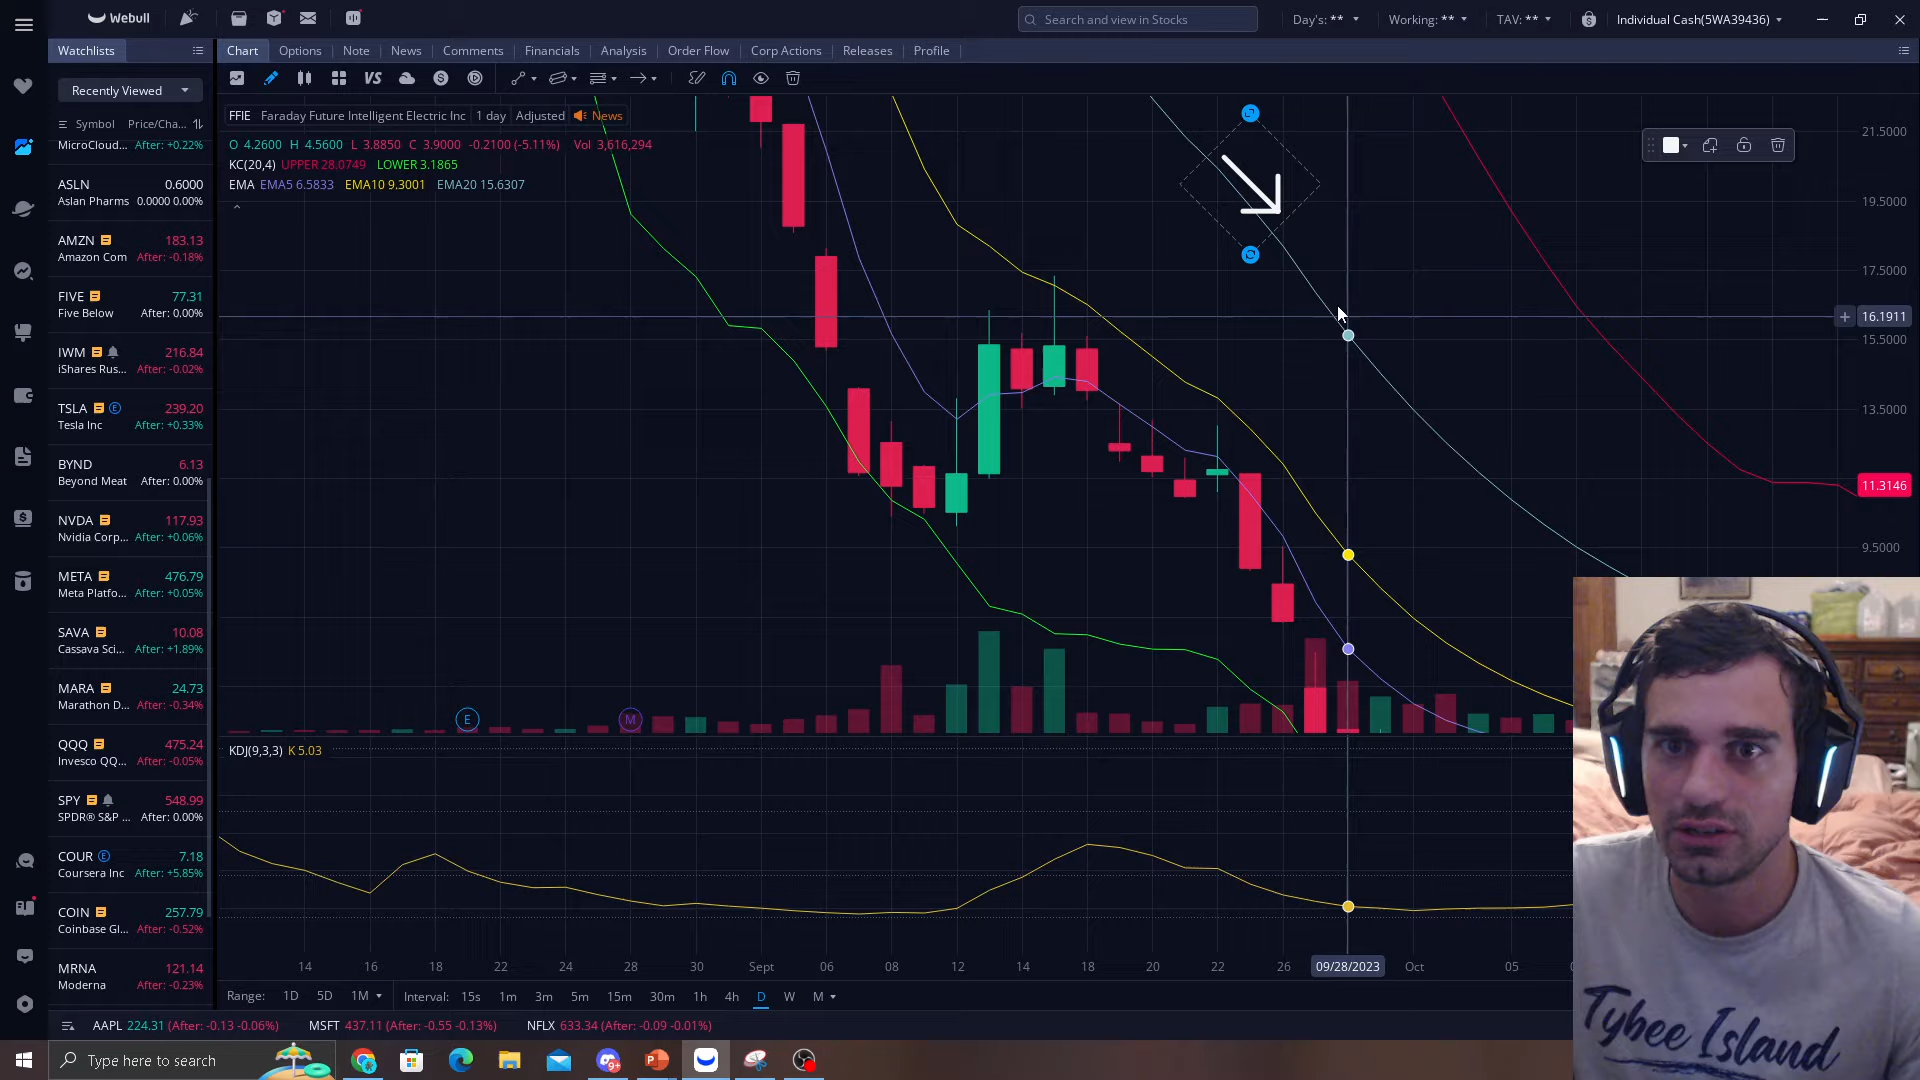 Webull
Search and view in Stocks
Day's: **
Working: **
TAV: **
Individual Cash(5WA39436)
Watchlists
Chart
Options
Note
News
Comments
Financials
Analysis
Order Flow
Corp Actions
Releases
Profile
Recently Viewed
VS
FFIE Faraday Future Intelligent Electric Inc 1 day Adjusted News
Symbol Price/Cha...
MicroCloud... After: +0.22%
O 4.2600 H 4.5600 L 3.8850 C 3.9000 -0.2100 (-5.11%) Vol 3,616,294
KC(20,4) UPPER 28.0749 LOWER 3.1865
EMA EMA5 6.5833 EMA10 9.3001 EMA20 15.6307
ASLN 0.6000
Aslan Pharms 0.0000 0.00%
AMZN 183.13
Amazon Com After: -0.18%
FIVE 77.31
Five Below After: 0.00%
IWM 216.84
iShares Rus... After: -0.02%
TSLA E 239.20
Tesla Inc After: +0.33%
BYND 6.13
Beyond Meat After: 0.00%
NVDA 117.93
Nvidia Corp... After: +0.06%
META 476.79
Meta Platfo... After: +0.05%
SAVA 10.08
Cassava Sci... After: +1.89%
MARA 24.73
Marathon D... After: -0.34%
QQQ 475.24
Invesco QQ... After: -0.05%
SPY 548.99
SPDR® S&P ... After: 0.00%
COUR E 7.18
Coursera Inc After: +5.85%
COIN 257.79
Coinbase Gl... After: -0.52%
MRNA 121.14
Moderna After: -0.23%
21.5000
19.5000
17.5000
16.1911
15.5000
13.5000
11.3146
9.5000
E
M
KDJ(9,3,3) K 5.03
14 16 18 22 24 28 30 Sept 06 08 12 14 18 20 22 26 09/28/2023 Oct 05
Range: 1D 5D 1M Interval: 15s 1m 3m 5m 15m 30m 1h 4h D W M
AAPL 224.31 (After: -0.13 -0.06%) MSFT 437.11 (After: -0.55 -0.13%) NFLX 633.34 (After: -0.09 -0.01%)
Type here to search
Tybee Island